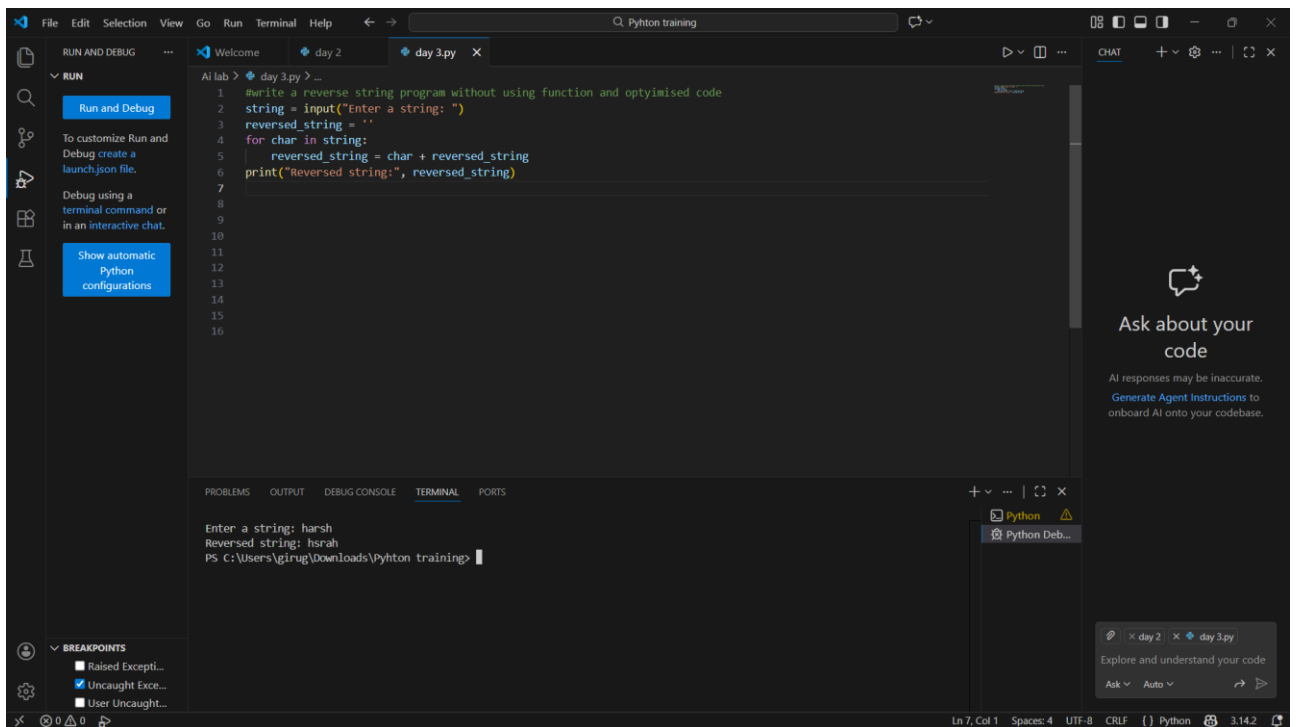 File Edit Selection View Go Run Terminal Help
Pyhton training
RUN AND DEBUG ...
RUN
Run and Debug
To customize Run and
Debug create a
launch.json file.
Debug using a
terminal command or
in an interactive chat.
Show automatic
Python
configurations
Welcome day 2 day 3.py
Ai lab > day 3.py > ...
1 #write a reverse string program without using function and optyimised code
2 string = input("Enter a string: ")
3 reversed_string = ''
4 for char in string:
5 reversed_string = char + reversed_string
6 print("Reversed string:", reversed_string)
7
8
9
10
11
12
13
14
15
16
PROBLEMS OUTPUT DEBUG CONSOLE TERMINAL PORTS
Enter a string: harsh
Reversed string: hsrah
PS C:\Users\girug\Downloads\Pyhton training>
Python
Python Deb...
CHAT
Ask about your
code
AI responses may be inaccurate.
Generate Agent Instructions to
onboard AI onto your codebase.
day 2 day 3.py
Explore and understand your code
Ask Auto
BREAKPOINTS
Raised Excepti...
Uncaught Exce...
User Uncaught...
0 0
Ln 7, Col 1 Spaces: 4 UTF-8 CRLF { } Python 3.14.2